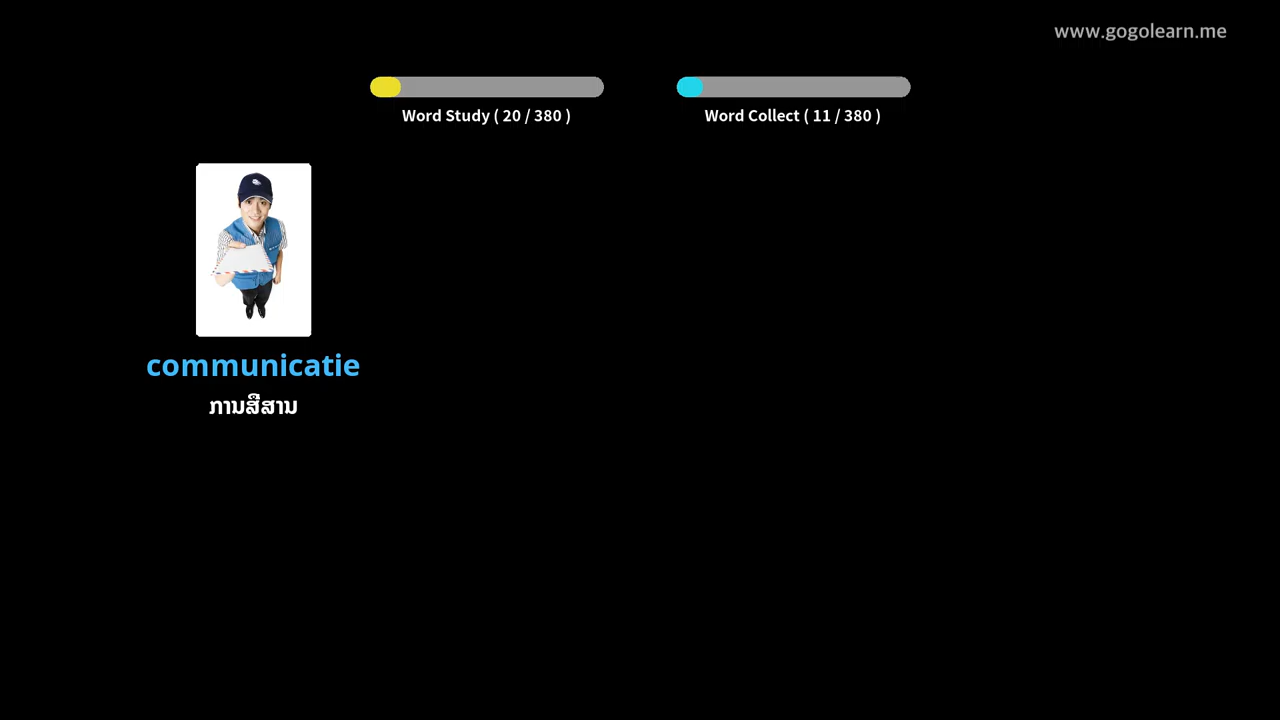 www.gogolearn.me
Word Study ( 20 / 380 )
Word Collect ( 11 / 380 )
communicatie
ການສືສານ